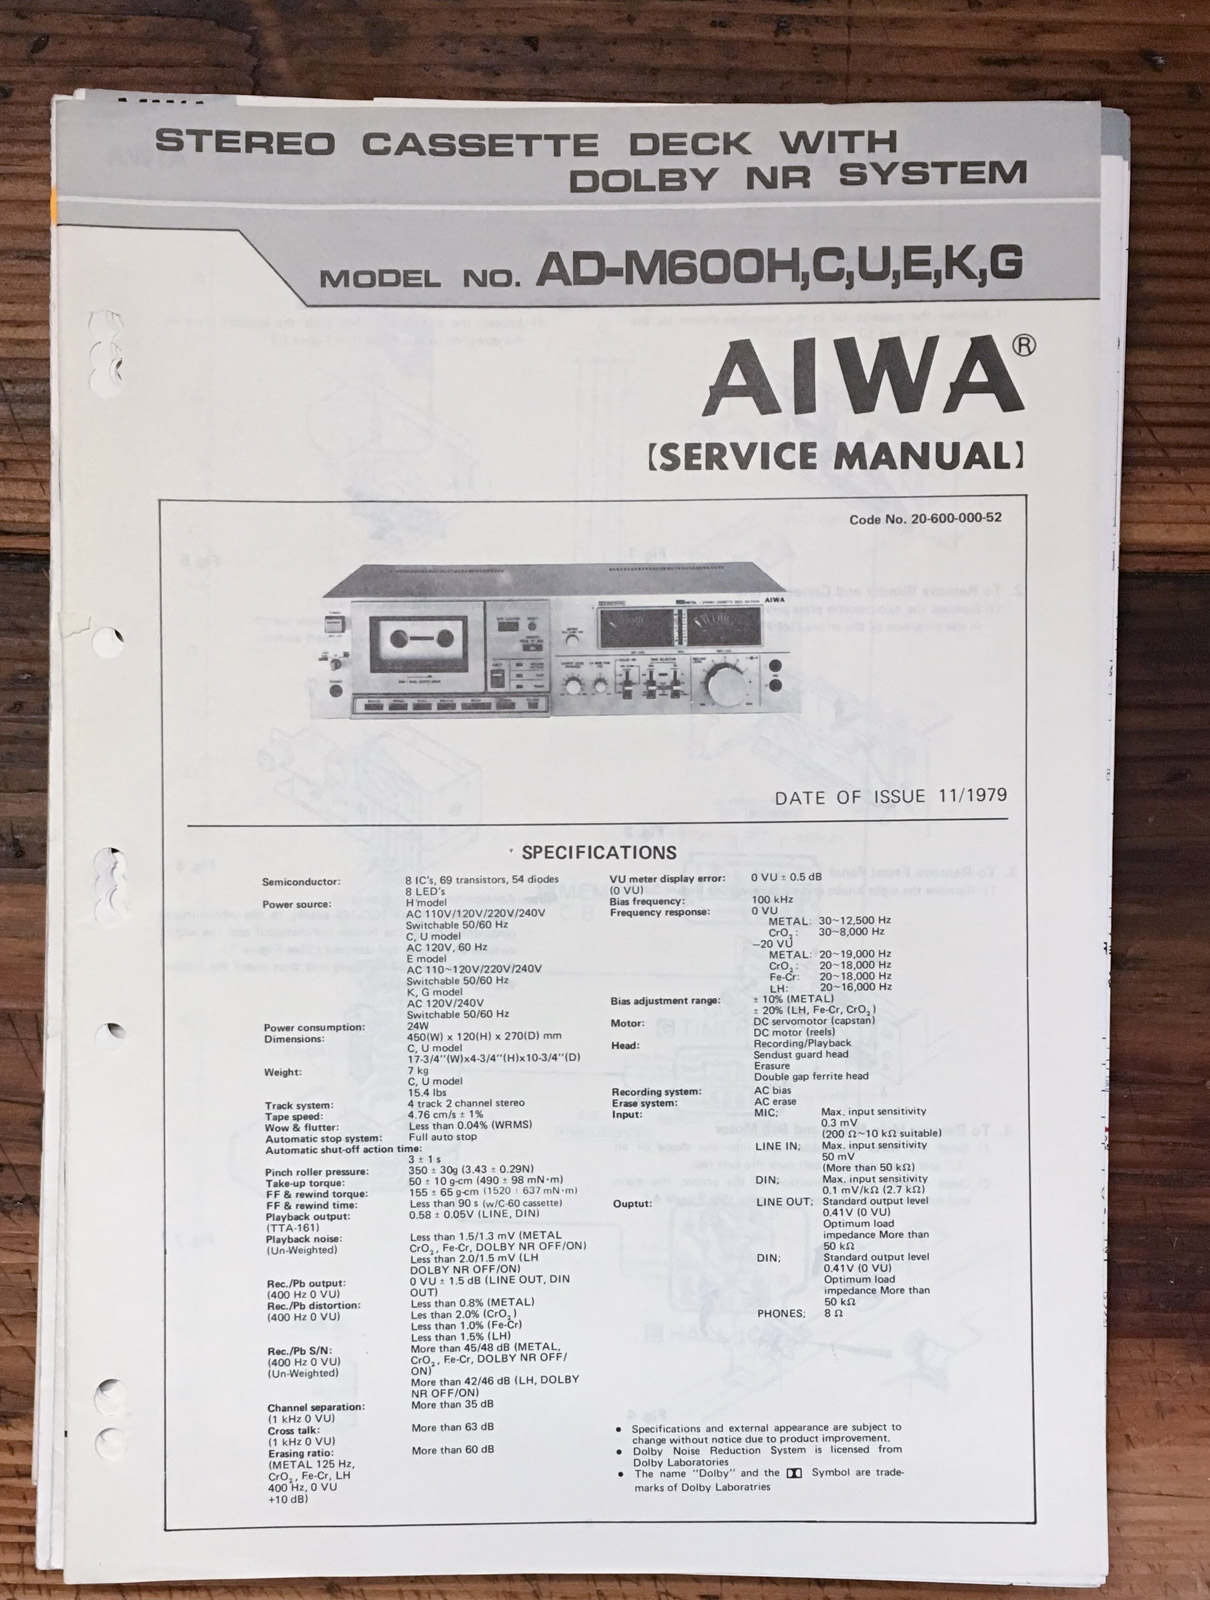 STEREO CASSETTE DECK WITH
DOLBY NR SYSTEM
MODEL NO. AD-M600H,C,U,E,K,G
AIWA®
【SERVICE MANUAL】
Code No. 20-600-000-52
AIWA
DATE OF ISSUE 11/1979
SPECIFICATIONS
Semiconductor: 8 IC's, 69 transistors, 54 diodes
8 LED's
Power source: H model
AC 110V/120V/220V/240V
Switchable 50/60 Hz
C, U model
AC 120V, 60 Hz
E model
AC 110~120V/220V/240V
Switchable 50/60 Hz
K, G model
AC 120V/240V
Switchable 50/60 Hz
Power consumption: 24W
Dimensions: 450(W) x 120(H) x 270(D) mm
C, U model
17-3/4''(W)x4-3/4''(H)x10-3/4''(D)
Weight: 7 kg
C, U model
15.4 lbs
Track system: 4 track 2 channel stereo
Tape speed: 4.76 cm/s ± 1%
Wow & flutter: Less than 0.04% (WRMS)
Automatic stop system: Full auto stop
Automatic shut-off action time:
3 ± 1 s
Pinch roller pressure: 350 ± 30g (3.43 ± 0.29N)
Take-up torque: 50 ± 10 g-cm (490 ± 98 mN·m)
FF & rewind torque: 155 ± 65 g-cm (1520 ± 637 mN·m)
FF & rewind time: Less than 90 s (w/C-60 cassette)
Playback output: 0.58 ± 0.05V (LINE, DIN)
(TTA-161)
Playback noise: Less than 1.5/1.3 mV (METAL
(Un-Weighted) CrO₂, Fe-Cr, DOLBY NR OFF/ON)
Less than 2.0/1.5 mV (LH
DOLBY NR OFF/ON)
Rec./Pb output: 0 VU ± 1.5 dB (LINE OUT, DIN
(400 Hz 0 VU) OUT)
Rec./Pb distortion: Less than 0.8% (METAL)
(400 Hz 0 VU) Les than 2.0% (CrO₂)
Less than 1.0% (Fe-Cr)
Less than 1.5% (LH)
Rec./Pb S/N: More than 45/48 dB (METAL,
(400 Hz 0 VU) CrO₂, Fe-Cr, DOLBY NR OFF/
(Un-Weighted) ON)
More than 42/46 dB (LH, DOLBY
NR OFF/ON)
Channel separation: More than 35 dB
(1 kHz 0 VU)
Cross talk: More than 63 dB
(1 kHz 0 VU)
Erasing ratio: More than 60 dB
(METAL 125 Hz,
CrO₂, Fe-Cr, LH
400 Hz, 0 VU
+10 dB)
VU meter display error: 0 VU ± 0.5 dB
(0 VU)
Bias frequency: 100 kHz
Frequency response: 0 VU
METAL: 30~12,500 Hz
CrO₂: 30~8,000 Hz
—20 VU
METAL: 20~19,000 Hz
CrO₂: 20~18,000 Hz
Fe-Cr: 20~18,000 Hz
LH: 20~16,000 Hz
Bias adjustment range: ± 10% (METAL)
± 20% (LH, Fe-Cr, CrO₂)
Motor: DC servomotor (capstan)
DC motor (reels)
Head: Recording/Playback
Sendust guard head
Erasure
Double gap ferrite head
Recording system: AC bias
Erase system: AC erase
Input: MIC; Max. input sensitivity
0.3 mV
(200 Ω~10 kΩ suitable)
LINE IN; Max. input sensitivity
50 mV
(More than 50 kΩ)
DIN; Max. input sensitivity
0.1 mV/kΩ (2.7 kΩ)
Ouptut: LINE OUT; Standard output level
0.41V (0 VU)
Optimum load
impedance More than
50 kΩ
DIN; Standard output level
0.41V (0 VU)
Optimum load
impedance More than
50 kΩ
PHONES; 8 Ω
● Specifications and external appearance are subject to
change without notice due to product improvement.
● Dolby Noise Reduction System is licensed from
Dolby Laboratories
● The name "Dolby" and the Symbol are trade-
marks of Dolby Laboratries